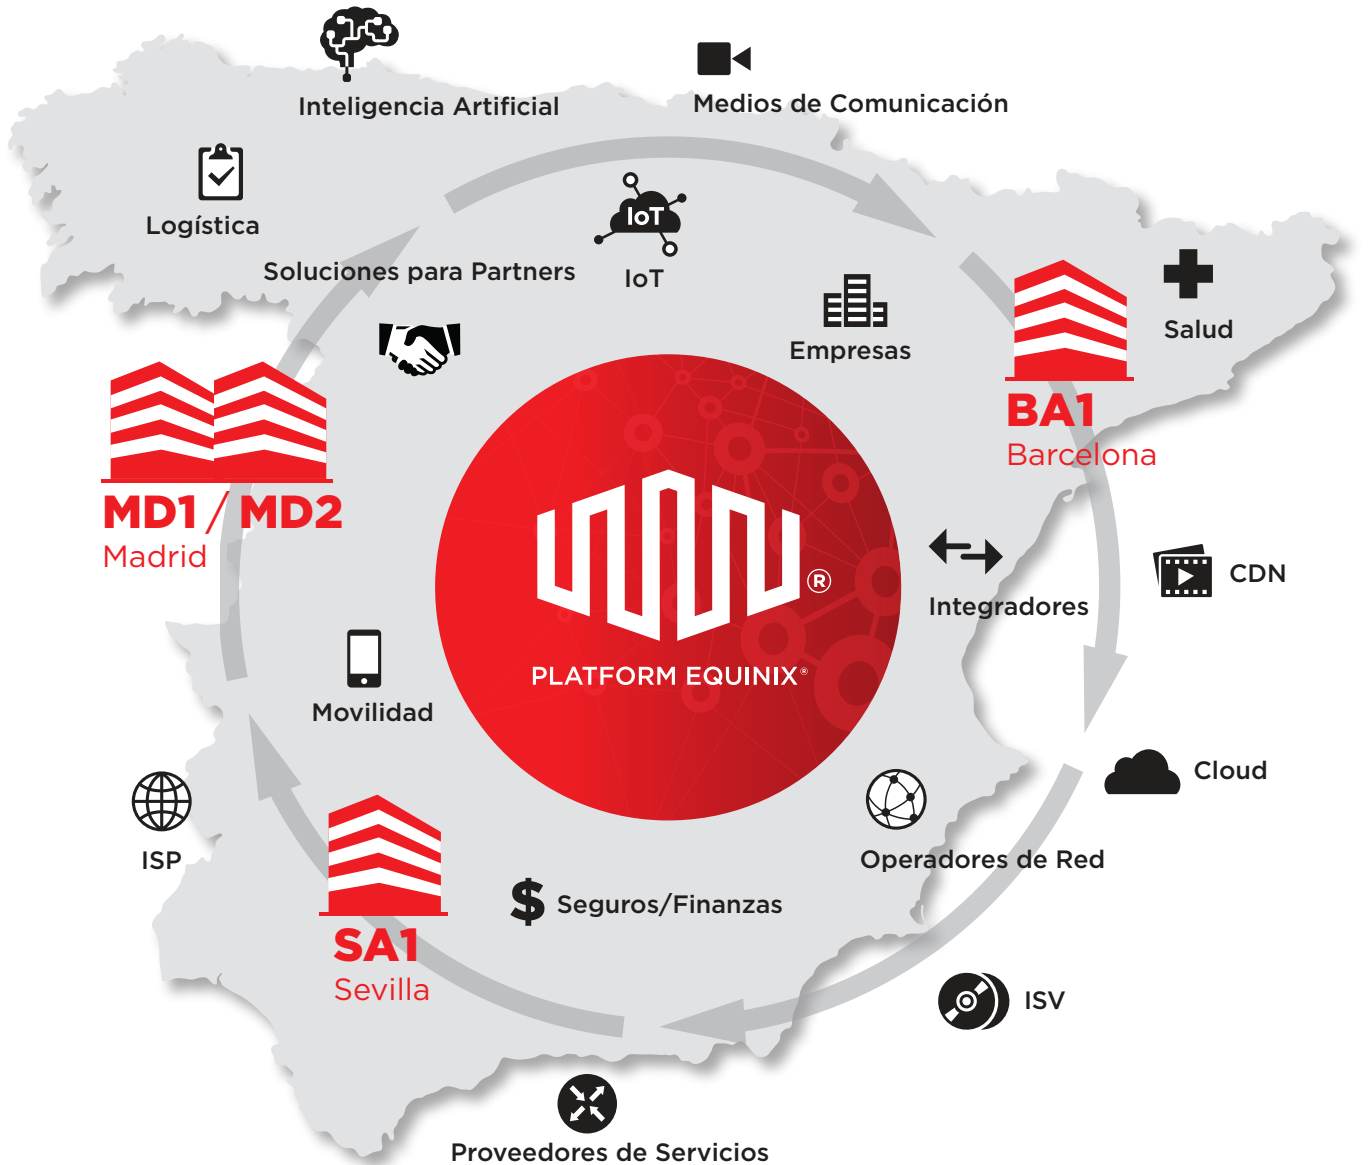 Inteligencia Artificial
Medios de Comunicación
Logística
IoT
Soluciones para Partners
IoT
Empresas
Salud
BA1
Barcelona
MD1 / MD2
Madrid
®
PLATFORM EQUINIX®
Integradores
CDN
Movilidad
Cloud
ISP
Operadores de Red
$ Seguros/Finanzas
SA1
Sevilla
ISV
Proveedores de Servicios